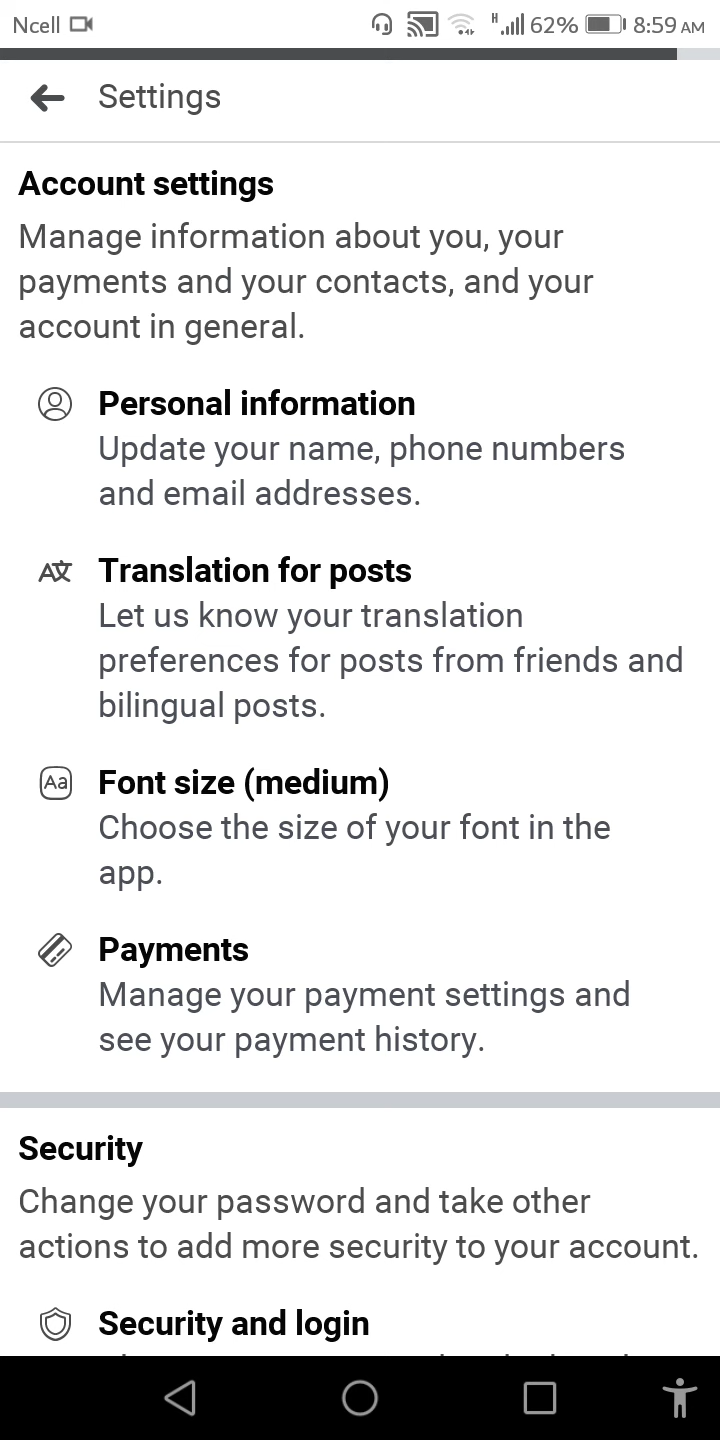 Ncell
H 62% 8:59 AM
Settings
Account settings
Manage information about you, your
payments and your contacts, and your
account in general.
Personal information
Update your name, phone numbers
and email addresses.
A文 Translation for posts
Let us know your translation
preferences for posts from friends and
bilingual posts.
Aa Font size (medium)
Choose the size of your font in the
app.
Payments
Manage your payment settings and
see your payment history.
Security
Change your password and take other
actions to add more security to your account.
Security and login